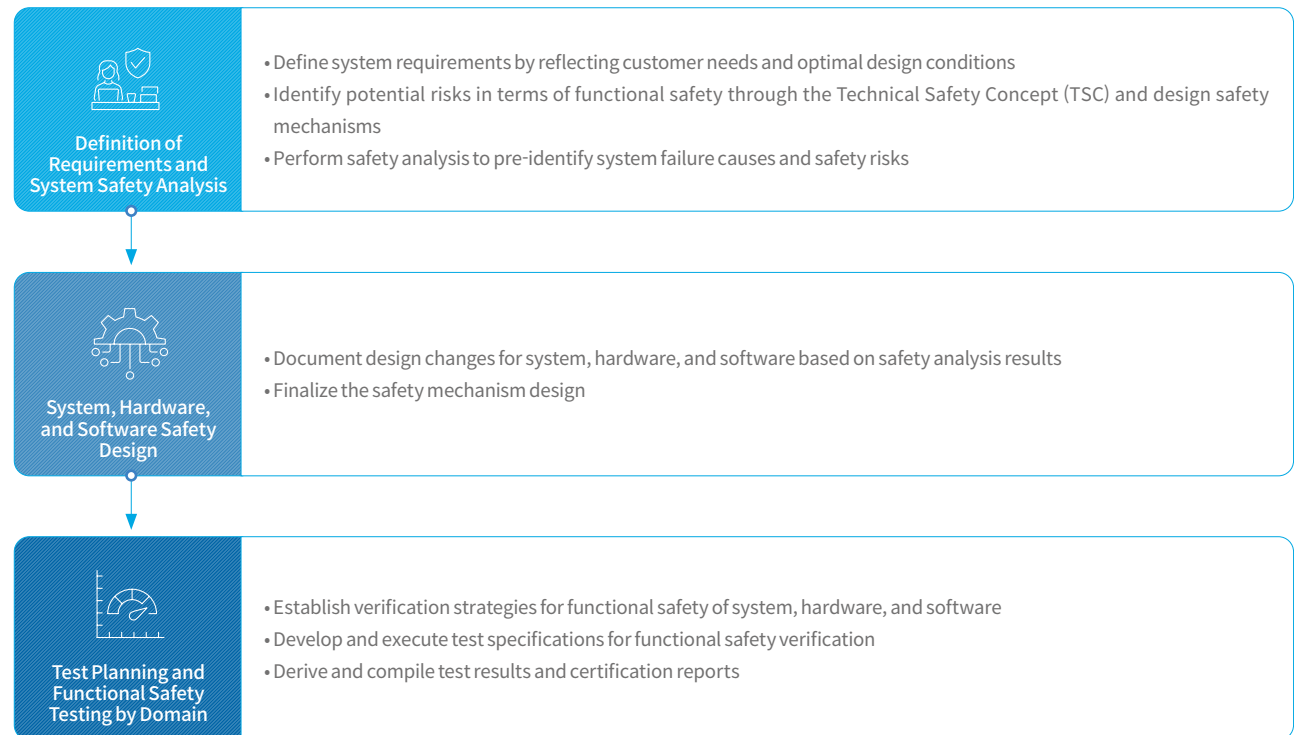 Definition of
Requirements and
System Safety Analysis
• Define system requirements by reflecting customer needs and optimal design conditions
• Identify potential risks in terms of functional safety through the Technical Safety Concept (TSC) and design safety
mechanisms
• Perform safety analysis to pre-identify system failure causes and safety risks
System, Hardware,
and Software Safety
Design
• Document design changes for system, hardware, and software based on safety analysis results
• Finalize the safety mechanism design
Test Planning and
Functional Safety
Testing by Domain
• Establish verification strategies for functional safety of system, hardware, and software
• Develop and execute test specifications for functional safety verification
• Derive and compile test results and certification reports